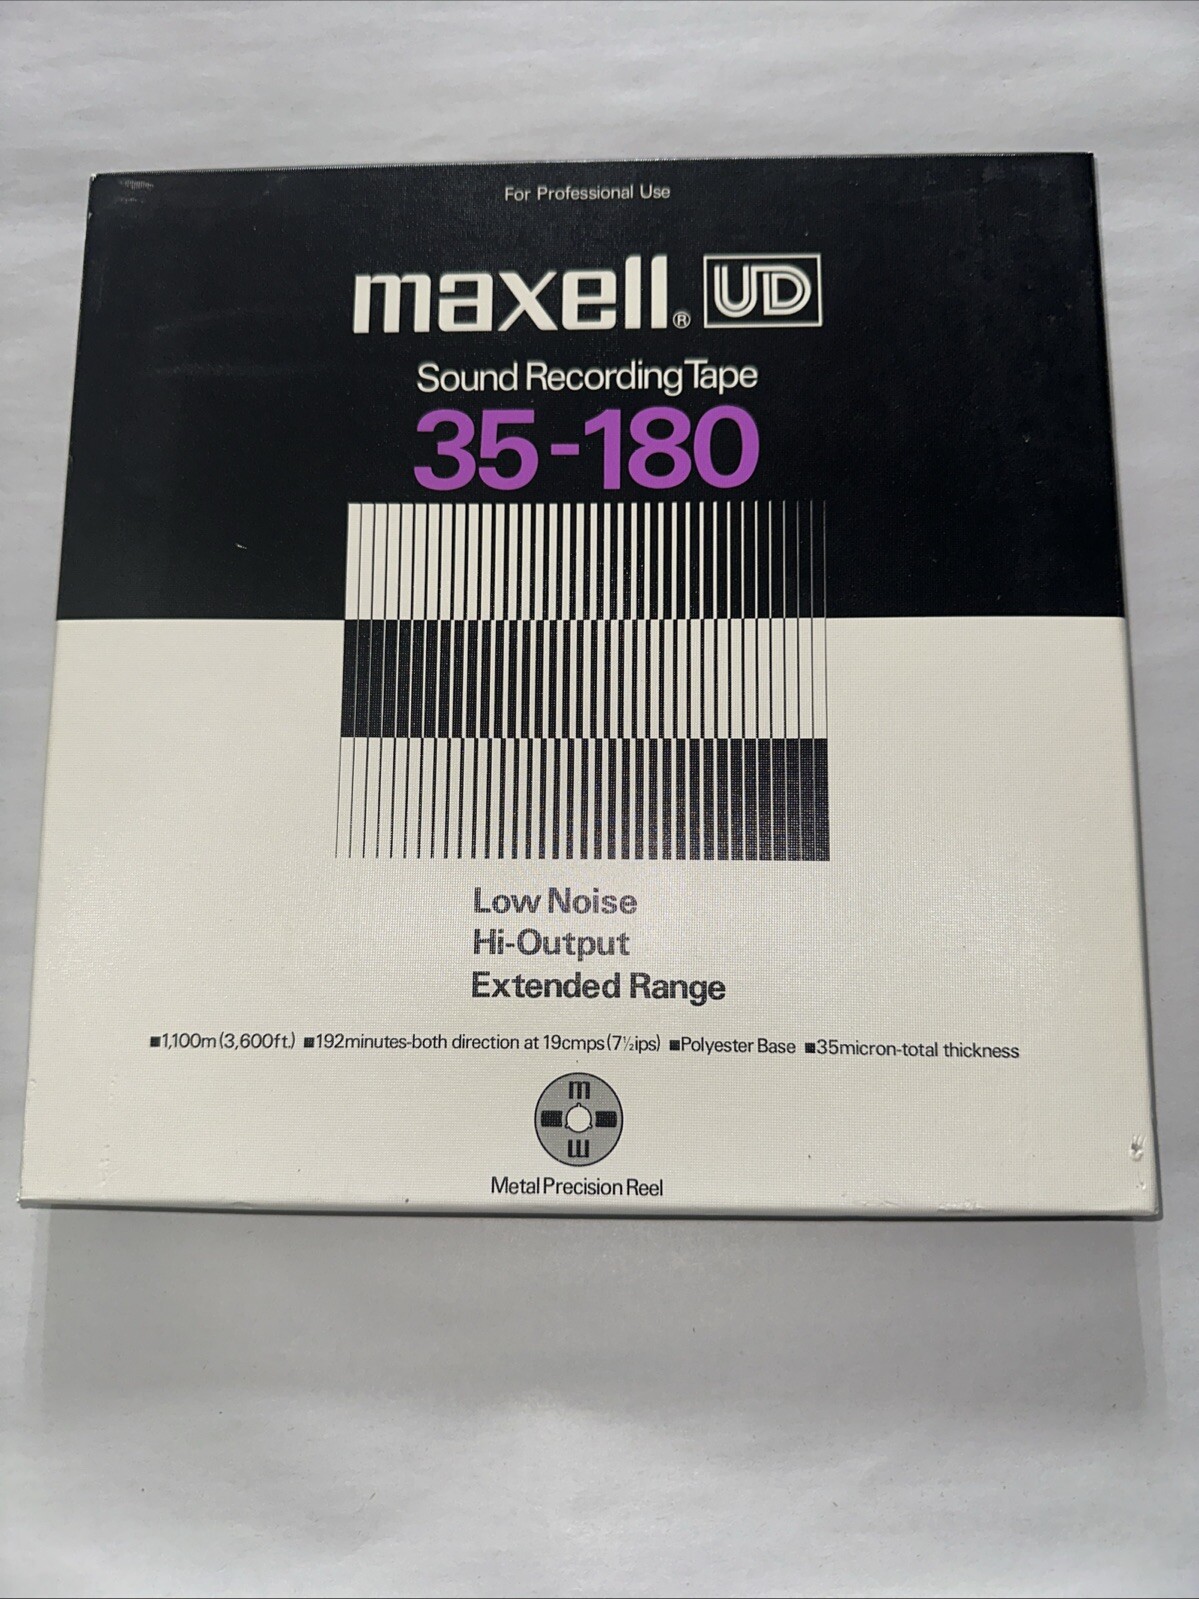 For Professional Use
maxell® UD
Sound Recording Tape
35-180
Low Noise
Hi-Output
Extended Range
■1,100m(3,600ft.) ■192minutes-both direction at 19cmps(7½ips) ■Polyester Base ■35micron-total thickness
m
m
Metal Precision Reel